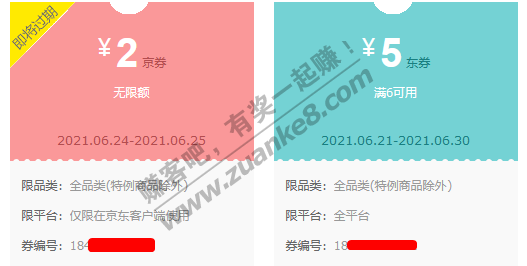 即将过期
¥2 京券
无限额
2021.06.24-2021.06.25
限品类：全品类(特例商品除外)
限平台：仅限在京东客户端使用
券编号：184
¥5 东券
满6可用
2021.06.21-2021.06.30
限品类：全品类(特例商品除外)
限平台：全平台
券编号：18
赚客吧，有奖一起赚！
www.zuanke8.com